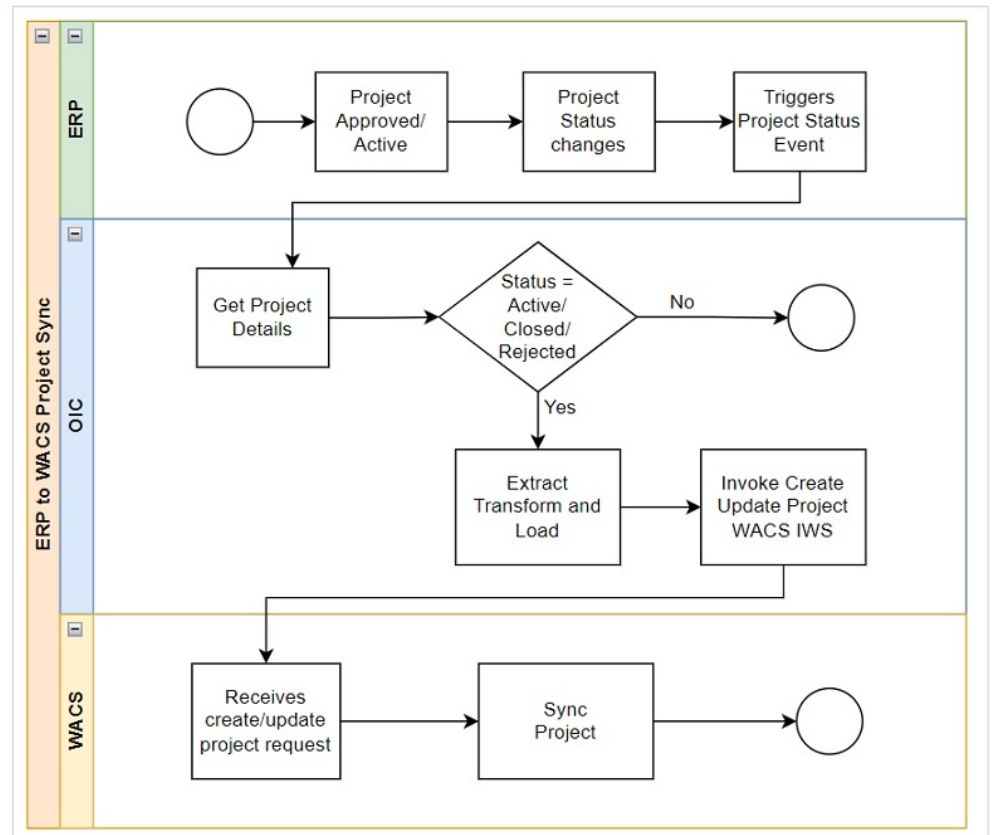 ERP to WACS Project Sync
ERP
Project
Approved/
Active
Project
Status
changes
Triggers
Project Status
Event
OIC
Get Project
Details
Status =
Active/
Closed/
Rejected
No
Yes
Extract
Transform and
Load
Invoke Create
Update Project
WACS IWS
WACS
Receives
create/update
project request
Sync
Project